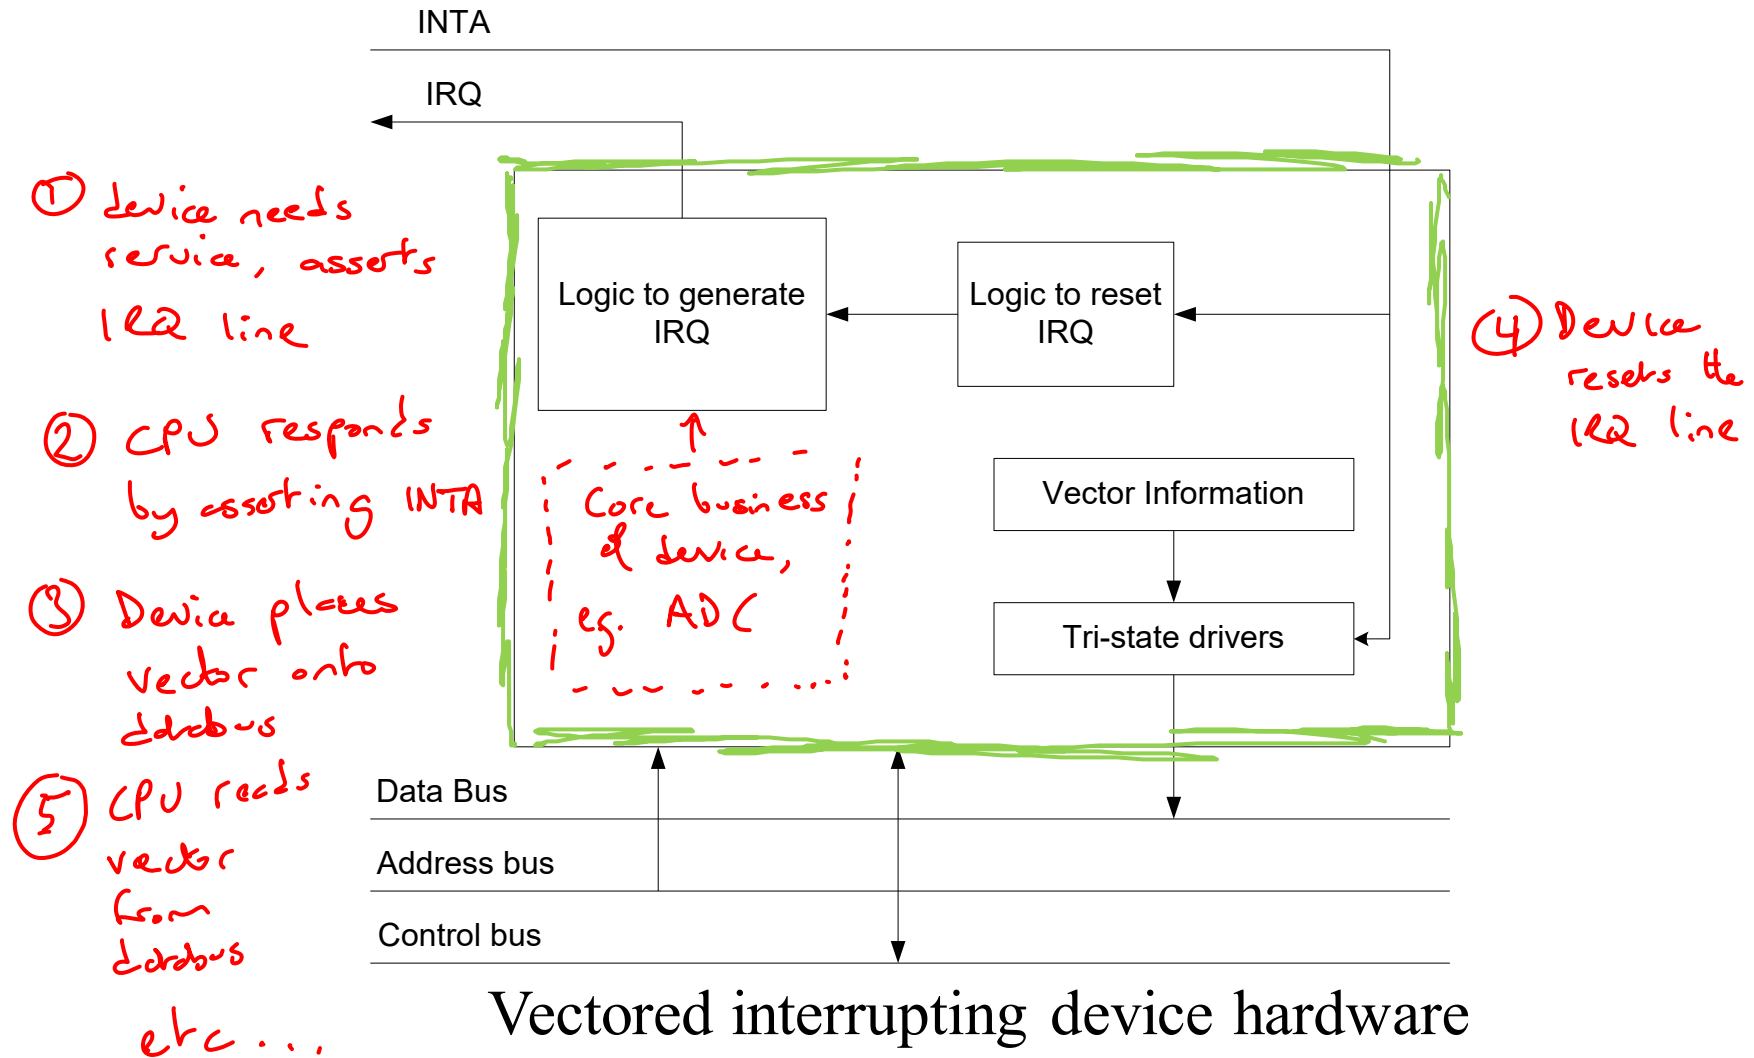 INTA
IRQ
① device needs
service, asserts
IRQ line
② CPU responds
by asserting INTA
③ Device places
vector onto
databus
⑤ CPU reads
vector
from
databus
etc...
Logic to generate
IRQ
Logic to reset
IRQ
Core business
of device,
eg. ADC
Vector Information
Tri-state drivers
④ Device
resets the
IRQ line
Data Bus
Address bus
Control bus
Vectored interrupting device hardware